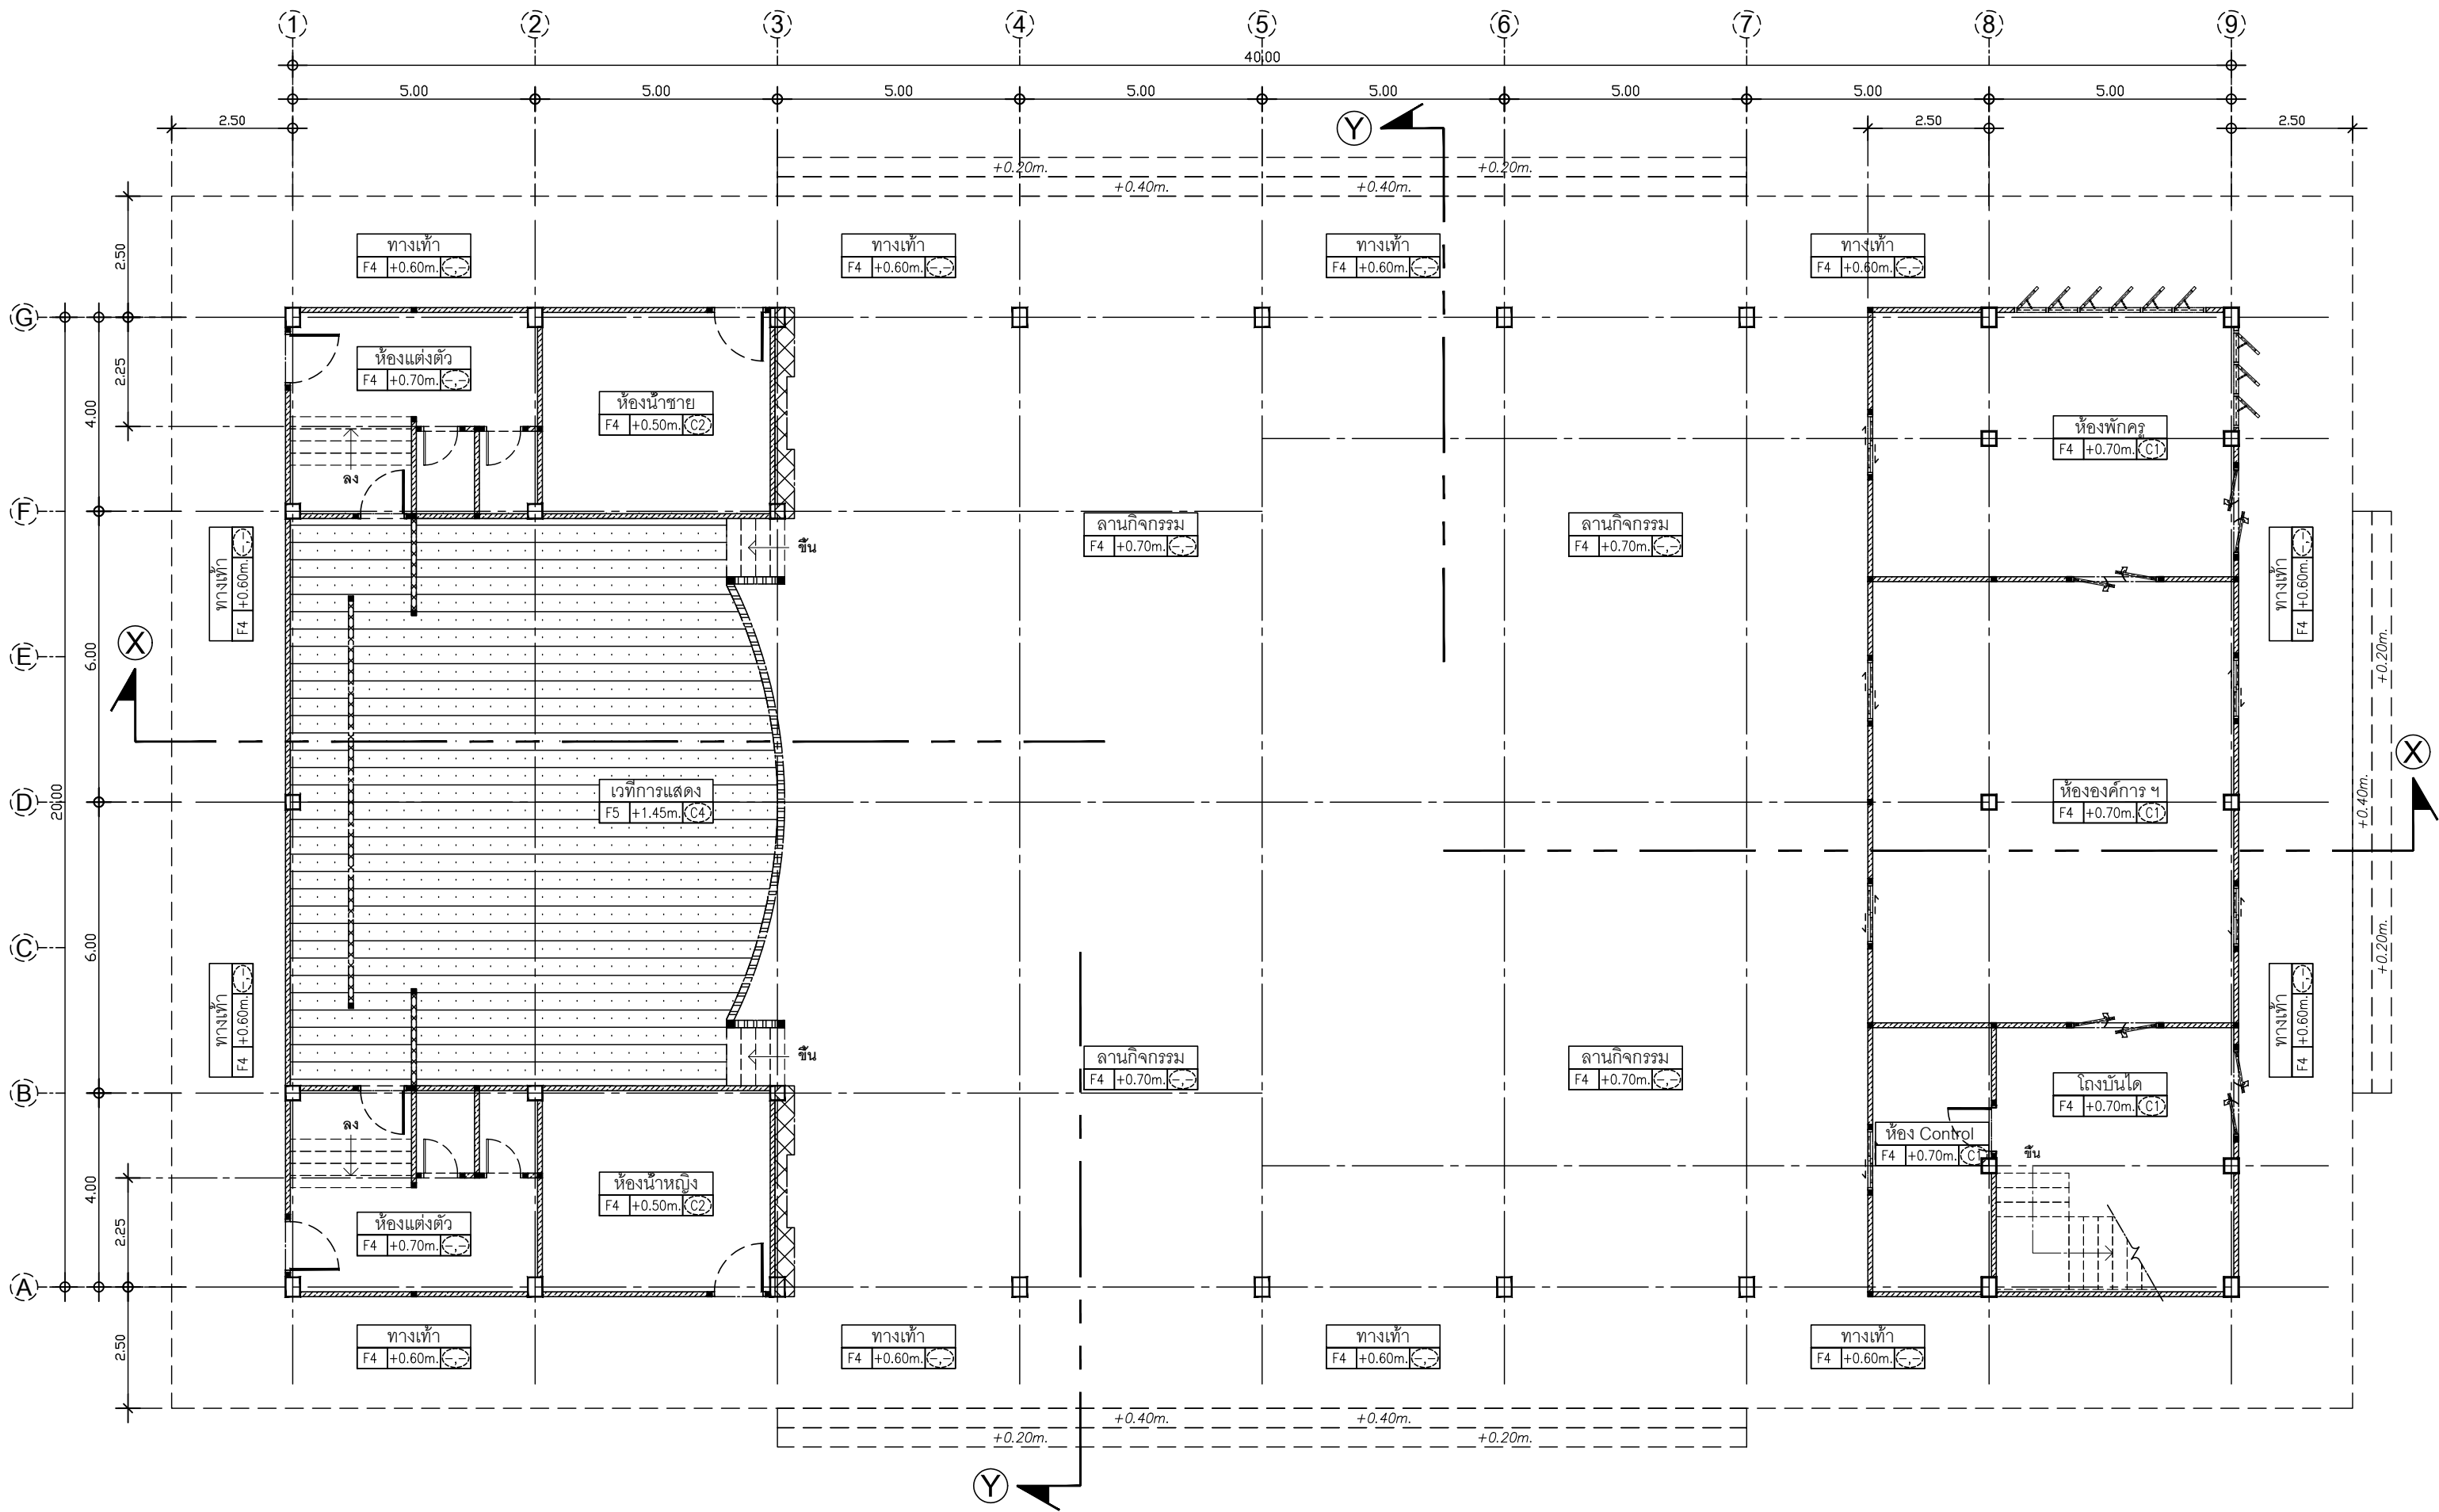 1 2 3 4 5 6 7 8 9
40.00
5.00 5.00 5.00 5.00 5.00 5.00 5.00 5.00
2.50 Y 2.50 2.50
+0.20m. +0.20m.
+0.40m. +0.40m.
2.50
ทางเท้า ทางเท้า ทางเท้า ทางเท้า
F4 +0.60m. -,- F4 +0.60m. -,- F4 +0.60m. -,- F4 +0.60m. -,-
G
2.25
4.00
ห้องแต่งตัว
F4 +0.70m. -,-
ห้องน้ำชาย
F4 +0.50m. C2
ห้องพักครู
F4 +0.70m. C1
ลง
F
ลานกิจกรรม ลานกิจกรรม
F4 +0.70m. -,- F4 +0.70m. -,-
ขึ้น
ทางเท้า
F4 +0.60m. -,-
ทางเท้า
F4 +0.60m. -,-
X
E
6.00
+0.20m.
X
D
20.00
เวทีการแสดง
F5 +1.45m. C4
ห้ององค์การ ฯ
F4 +0.70m. C1
+0.40m.
C
6.00
+0.20m.
ทางเท้า
F4 +0.60m. -,-
ทางเท้า
F4 +0.60m. -,-
ขึ้น
ลานกิจกรรม ลานกิจกรรม
F4 +0.70m. -,- F4 +0.70m. -,-
โถงบันได
F4 +0.70m. C1
B
ลง
ห้อง Control
F4 +0.70m. C1
ขึ้น
4.00
ห้องน้ำหญิง
F4 +0.50m. C2
2.25
ห้องแต่งตัว
F4 +0.70m. -,-
A
2.50
ทางเท้า ทางเท้า ทางเท้า ทางเท้า
F4 +0.60m. -,- F4 +0.60m. -,- F4 +0.60m. -,- F4 +0.60m. -,-
+0.40m. +0.40m.
+0.20m. +0.20m.
Y